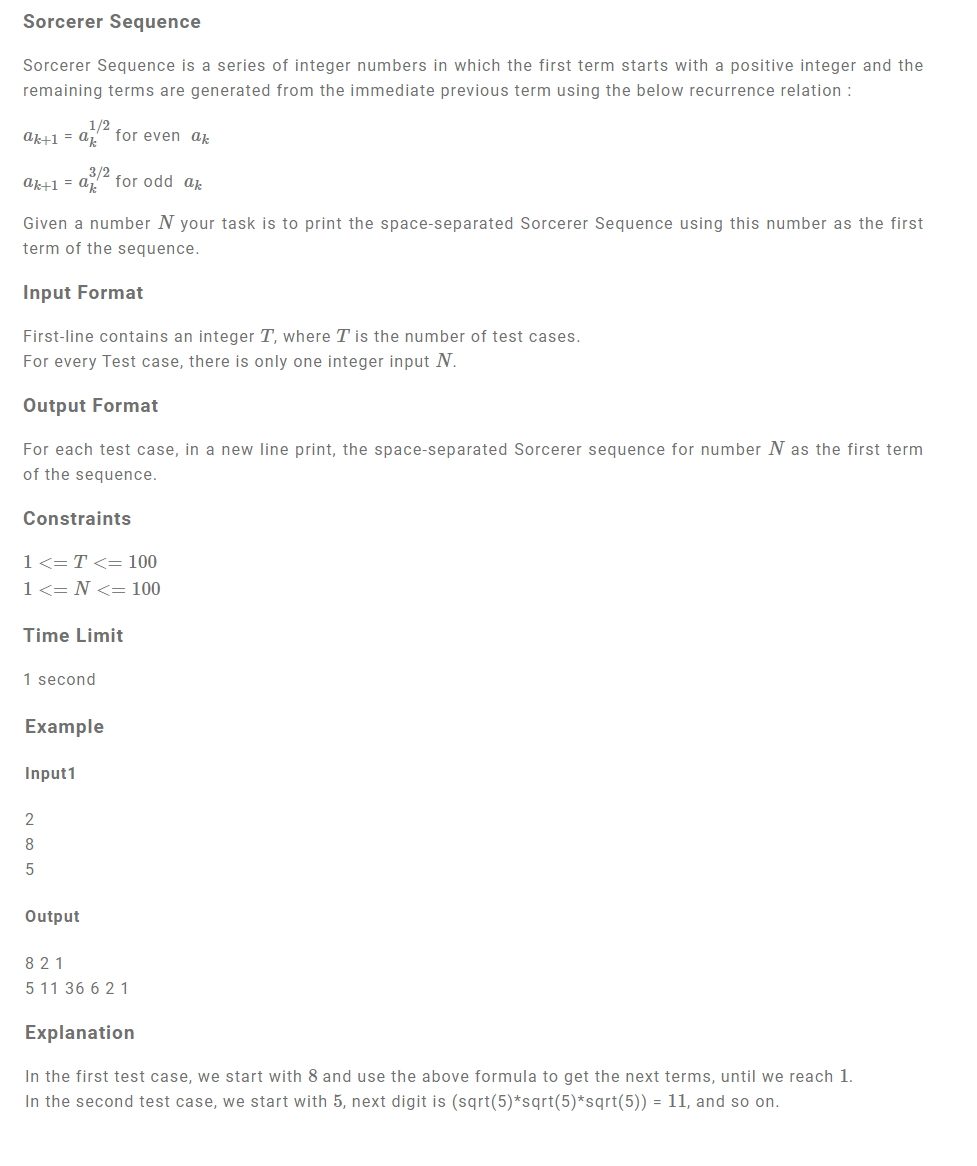 Sorcerer Sequence
Sorcerer Sequence is a series of integer numbers in which the first term starts with a positive integer and the
remaining terms are generated from the immediate previous term using the below recurrence relation :
a_{k+1} = a_k^{1/2} for even a_k
a_{k+1} = a_k^{3/2} for odd a_k
Given a number N your task is to print the space-separated Sorcerer Sequence using this number as the first
term of the sequence.
Input Format
First-line contains an integer T, where T is the number of test cases.
For every Test case, there is only one integer input N.
Output Format
For each test case, in a new line print, the space-separated Sorcerer sequence for number N as the first term
of the sequence.
Constraints
1 <= T <= 100
1 <= N <= 100
Time Limit
1 second
Example
Input1
2
8
5
Output
8 2 1
5 11 36 6 2 1
Explanation
In the first test case, we start with 8 and use the above formula to get the next terms, until we reach 1.
In the second test case, we start with 5, next digit is (sqrt(5)*sqrt(5)*sqrt(5)) = 11, and so on.